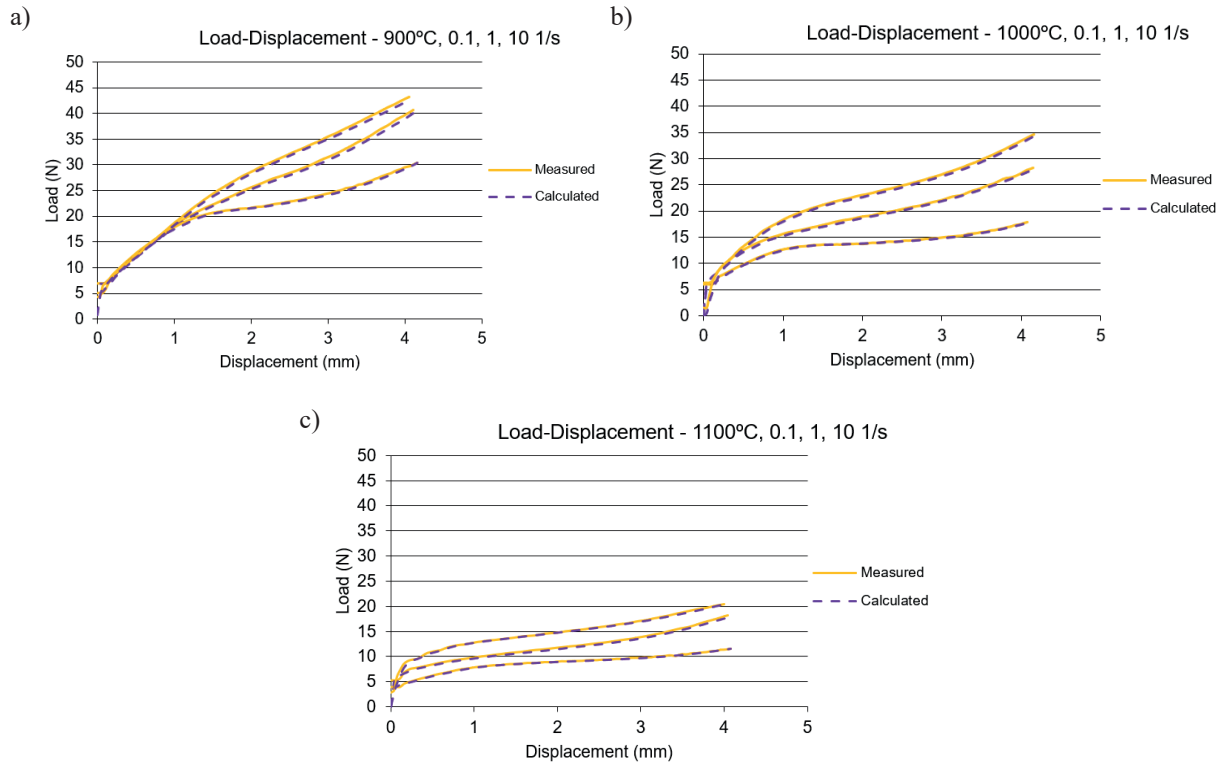 a)
Load-Displacement - 900ºC, 0.1, 1, 10 1/s
50
45
40
35
30
25
20
15
10
5
0
Load (N)
0 1 2 3 4 5
Displacement (mm)
Measured
Calculated
b)
Load-Displacement - 1000ºC, 0.1, 1, 10 1/s
50
45
40
35
30
25
20
15
10
5
0
Load (N)
0 1 2 3 4 5
Displacement (mm)
Measured
Calculated
c)
Load-Displacement - 1100ºC, 0.1, 1, 10 1/s
50
45
40
35
30
25
20
15
10
5
0
Load (N)
0 1 2 3 4 5
Displacement (mm)
Measured
Calculated